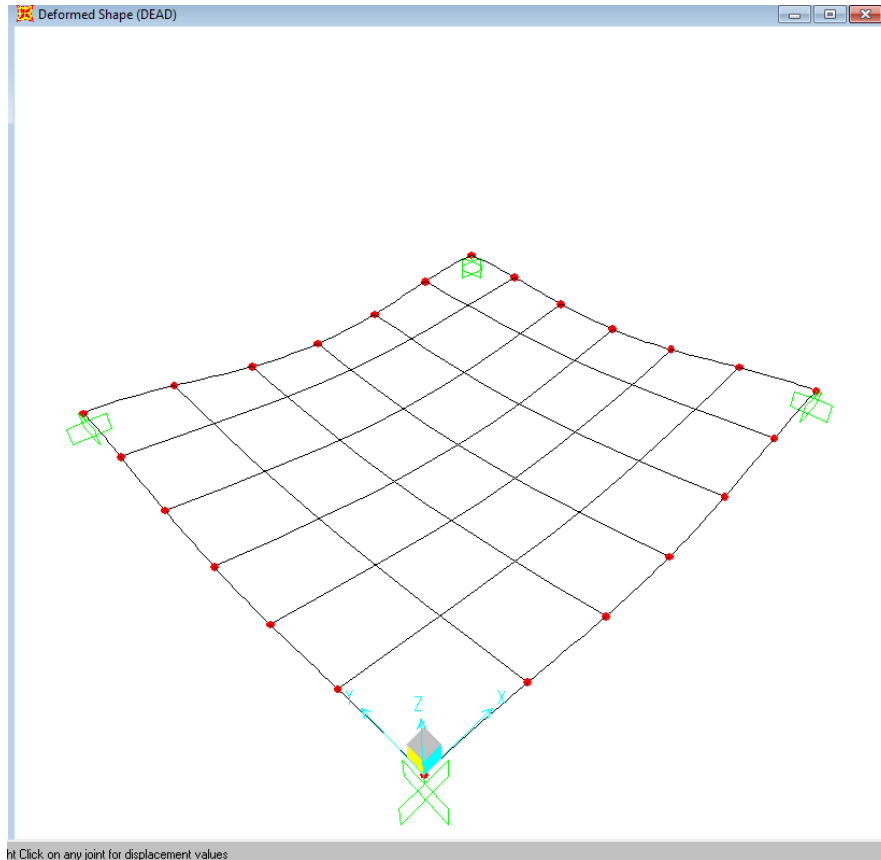 Deformed Shape (DEAD)
Y
Z
X
ht Click on any joint for displacement values